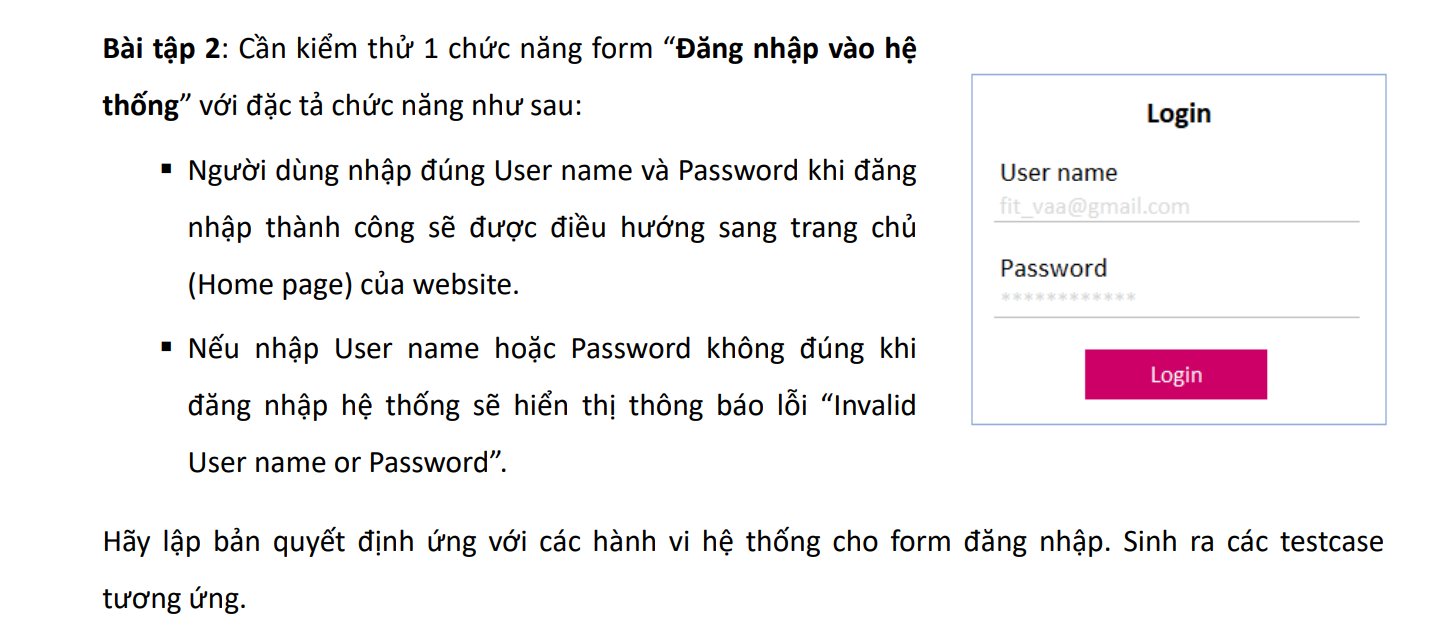 Bài tập 2: Cần kiểm thử 1 chức năng form “Đăng nhập vào hệ
thống” với đặc tả chức năng như sau:
▪ Người dùng nhập đúng User name và Password khi đăng
nhập thành công sẽ được điều hướng sang trang chủ
(Home page) của website.
▪ Nếu nhập User name hoặc Password không đúng khi
đăng nhập hệ thống sẽ hiển thị thông báo lỗi “Invalid
User name or Password”.
Login
User name
fit_vaa@gmail.com
Password
************
Login
Hãy lập bản quyết định ứng với các hành vi hệ thống cho form đăng nhập. Sinh ra các testcase
tương ứng.